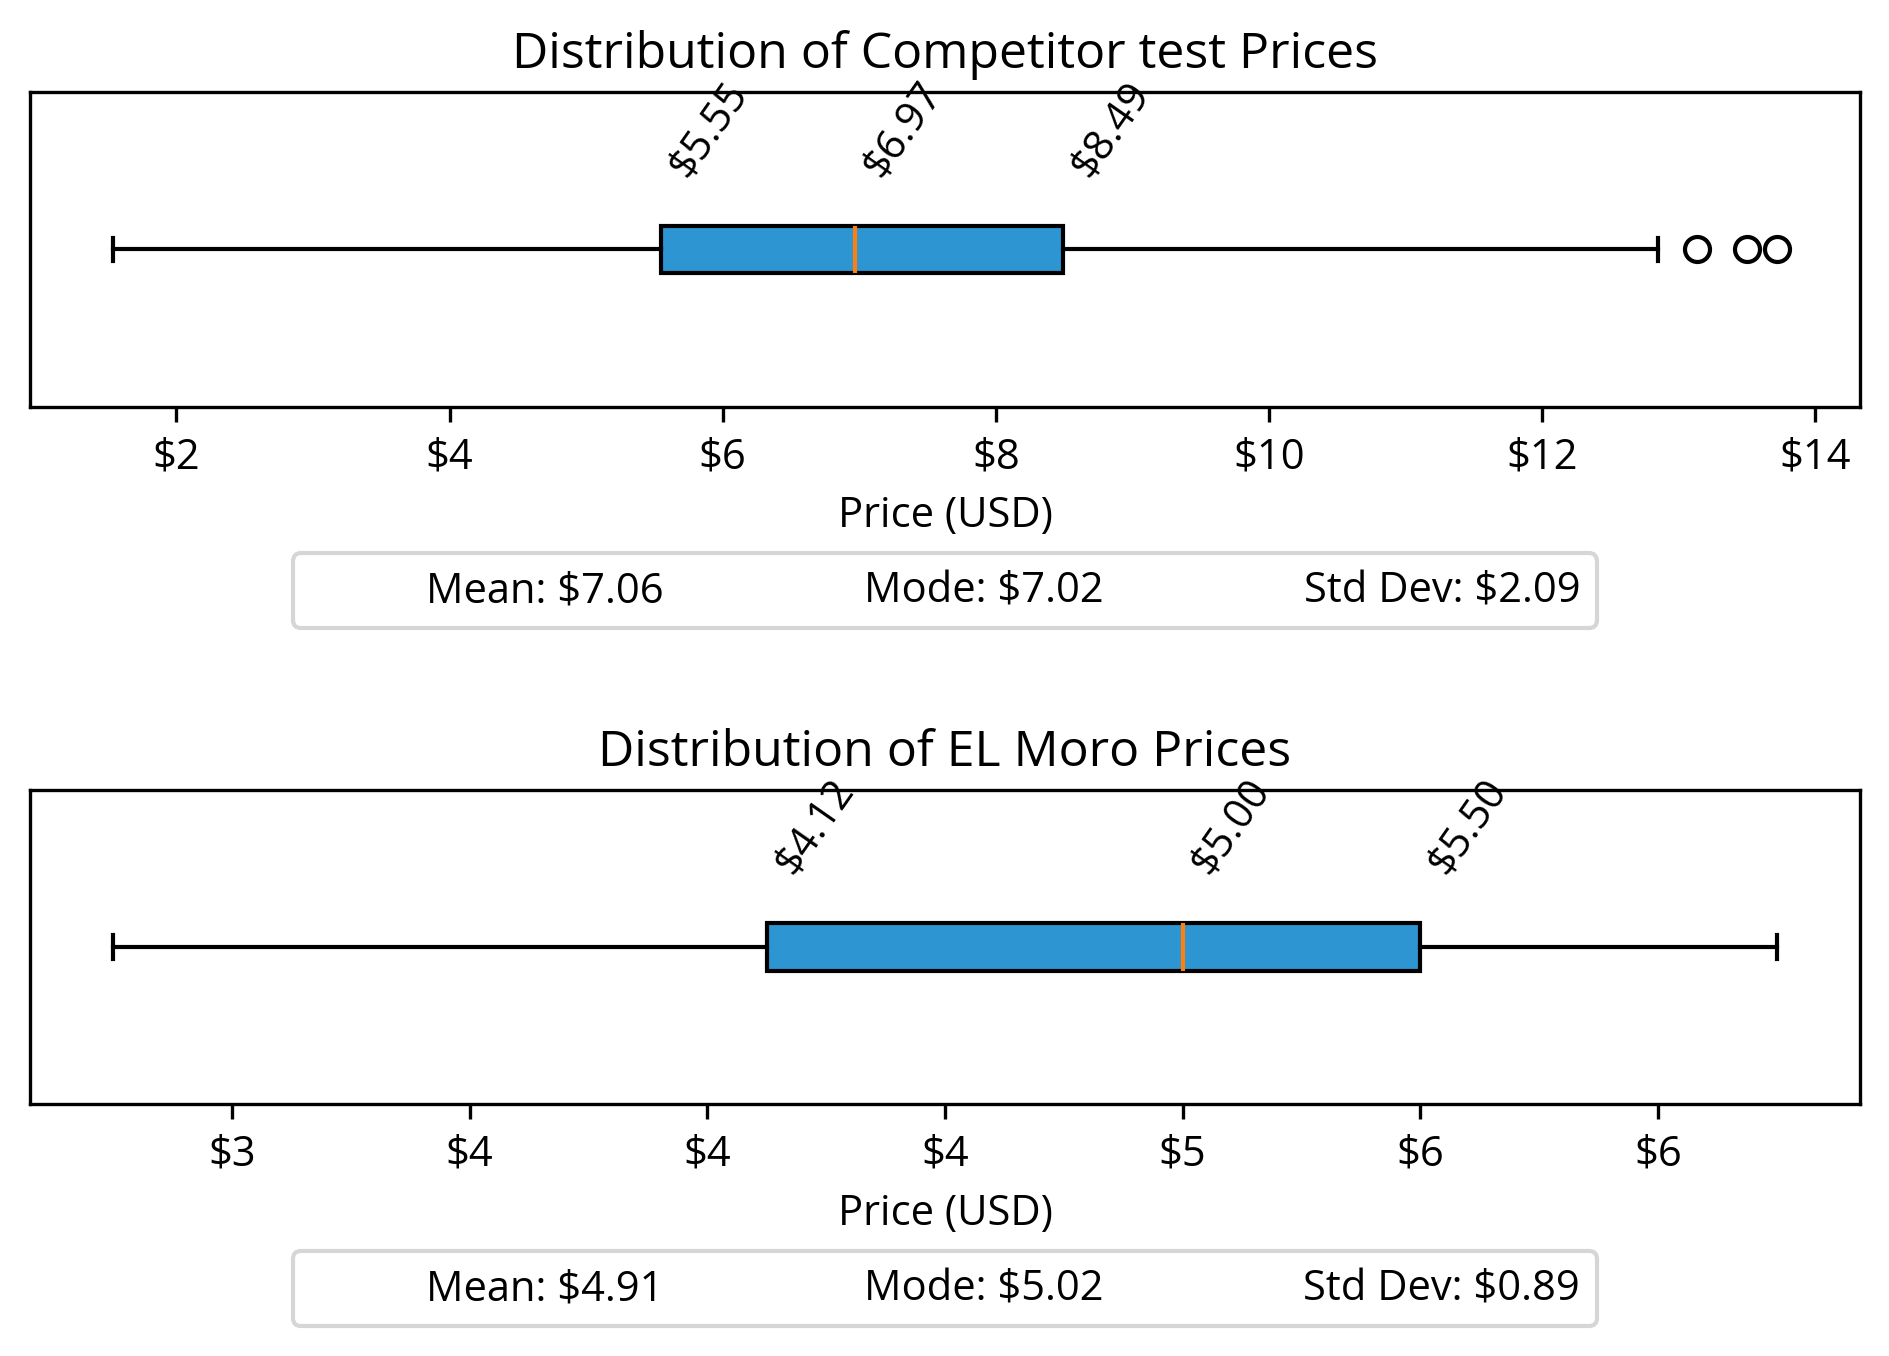 Distribution of Competitor test Prices
$5.55 $6.97 $8.49
$2 $4 $6 $8 $10 $12 $14
Price (USD)
Mean: $7.06 Mode: $7.02 Std Dev: $2.09
Distribution of EL Moro Prices
$4.12 $5.00 $5.50
$3 $4 $4 $4 $5 $6 $6
Price (USD)
Mean: $4.91 Mode: $5.02 Std Dev: $0.89